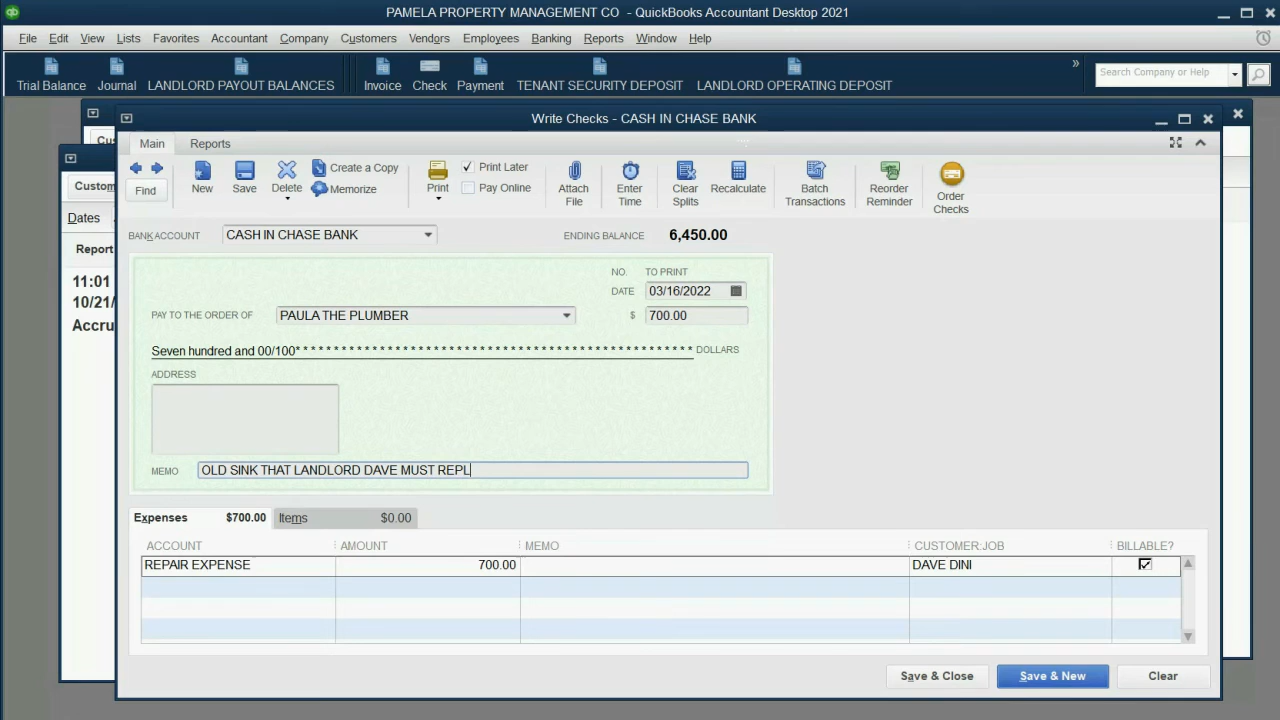 PAMELA PROPERTY MANAGEMENT CO - QuickBooks Accountant Desktop 2021
File Edit View Lists Favorites Accountant Company Customers Vendors Employees Banking Reports Window Help
Trial Balance Journal LANDLORD PAYOUT BALANCES Invoice Check Payment TENANT SECURITY DEPOSIT LANDLORD OPERATING DEPOSIT » Search Company or Help
Write Checks - CASH IN CHASE BANK
Main Reports
Find New Save Delete Create a Copy Memorize Print Print Later Pay Online Attach File Enter Time Clear Splits Recalculate Batch Transactions Reorder Reminder Order Checks
Custom
Dates
Report
11:01
10/21/
Accru
BANK ACCOUNT CASH IN CHASE BANK ENDING BALANCE 6,450.00
NO. TO PRINT
DATE 03/16/2022
PAY TO THE ORDER OF PAULA THE PLUMBER $ 700.00
Seven hundred and 00/100* * * * * * * * * * * * * * * * * * * * * * * * * * * * * * * * * * * * * * * * * * * * * * * * * * * DOLLARS
ADDRESS
MEMO OLD SINK THAT LANDLORD DAVE MUST REPL
Expenses $700.00 Items $0.00
ACCOUNT AMOUNT MEMO CUSTOMER:JOB BILLABLE?
REPAIR EXPENSE 700.00 DAVE DINI
Save & Close Save & New Clear